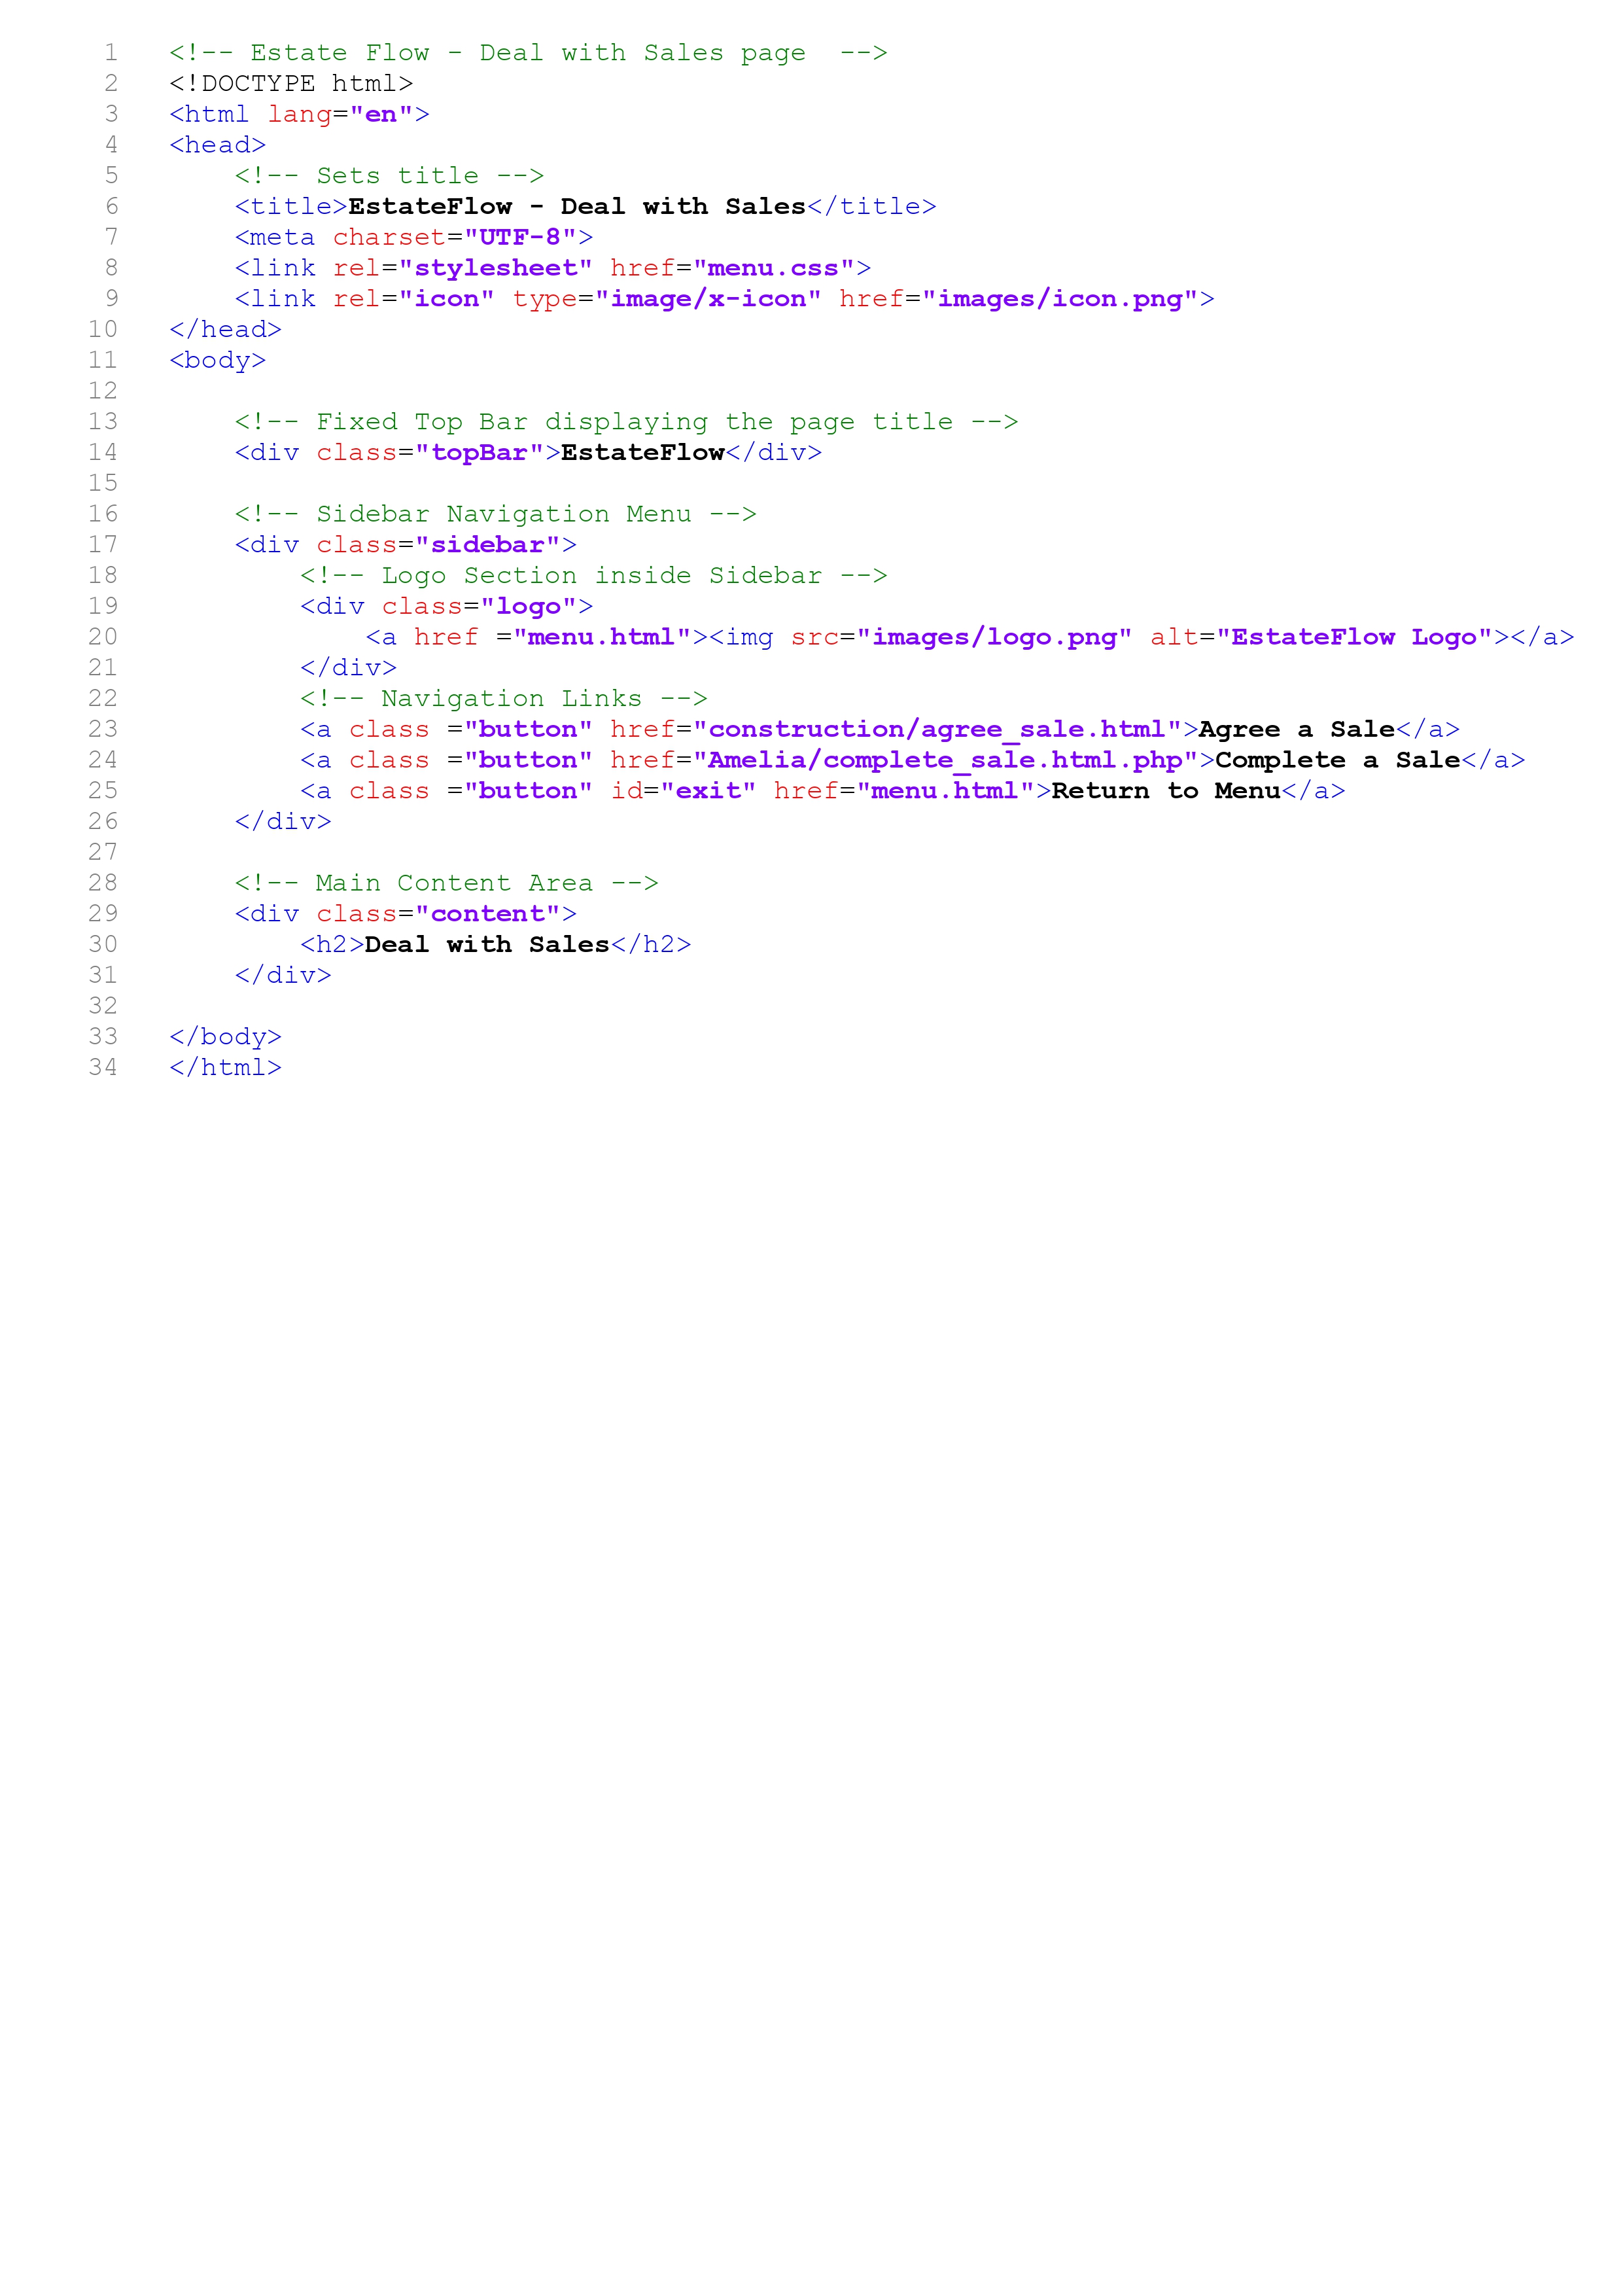 1 <!-- Estate Flow - Deal with Sales page  -->
2 <!DOCTYPE html>
3 <html lang="en">
4 <head>
5     <!-- Sets title -->
6     <title>EstateFlow - Deal with Sales</title>
7     <meta charset="UTF-8">
8     <link rel="stylesheet" href="menu.css">
9     <link rel="icon" type="image/x-icon" href="images/icon.png">
10 </head>
11 <body>
12
13     <!-- Fixed Top Bar displaying the page title -->
14     <div class="topBar">EstateFlow</div>
15
16     <!-- Sidebar Navigation Menu -->
17     <div class="sidebar">
18         <!-- Logo Section inside Sidebar -->
19         <div class="logo">
20             <a href ="menu.html"><img src="images/logo.png" alt="EstateFlow Logo"></a>
21         </div>
22         <!-- Navigation Links -->
23         <a class ="button" href="construction/agree_sale.html">Agree a Sale</a>
24         <a class ="button" href="Amelia/complete_sale.html.php">Complete a Sale</a>
25         <a class ="button" id="exit" href="menu.html">Return to Menu</a>
26     </div>
27
28     <!-- Main Content Area -->
29     <div class="content">
30         <h2>Deal with Sales</h2>
31     </div>
32
33 </body>
34 </html>